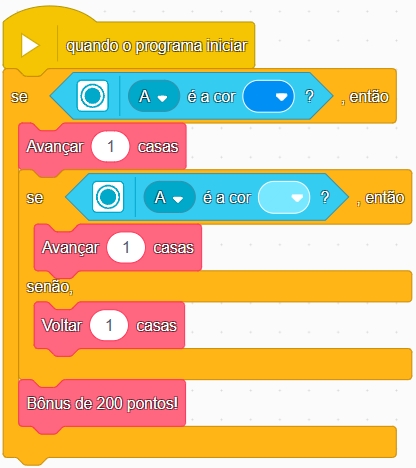 quando o programa iniciar
se A é a cor ? , então
Avançar 1 casas
se A é a cor ? , então
Avançar 1 casas
senão,
Voltar 1 casas
Bônus de 200 pontos!